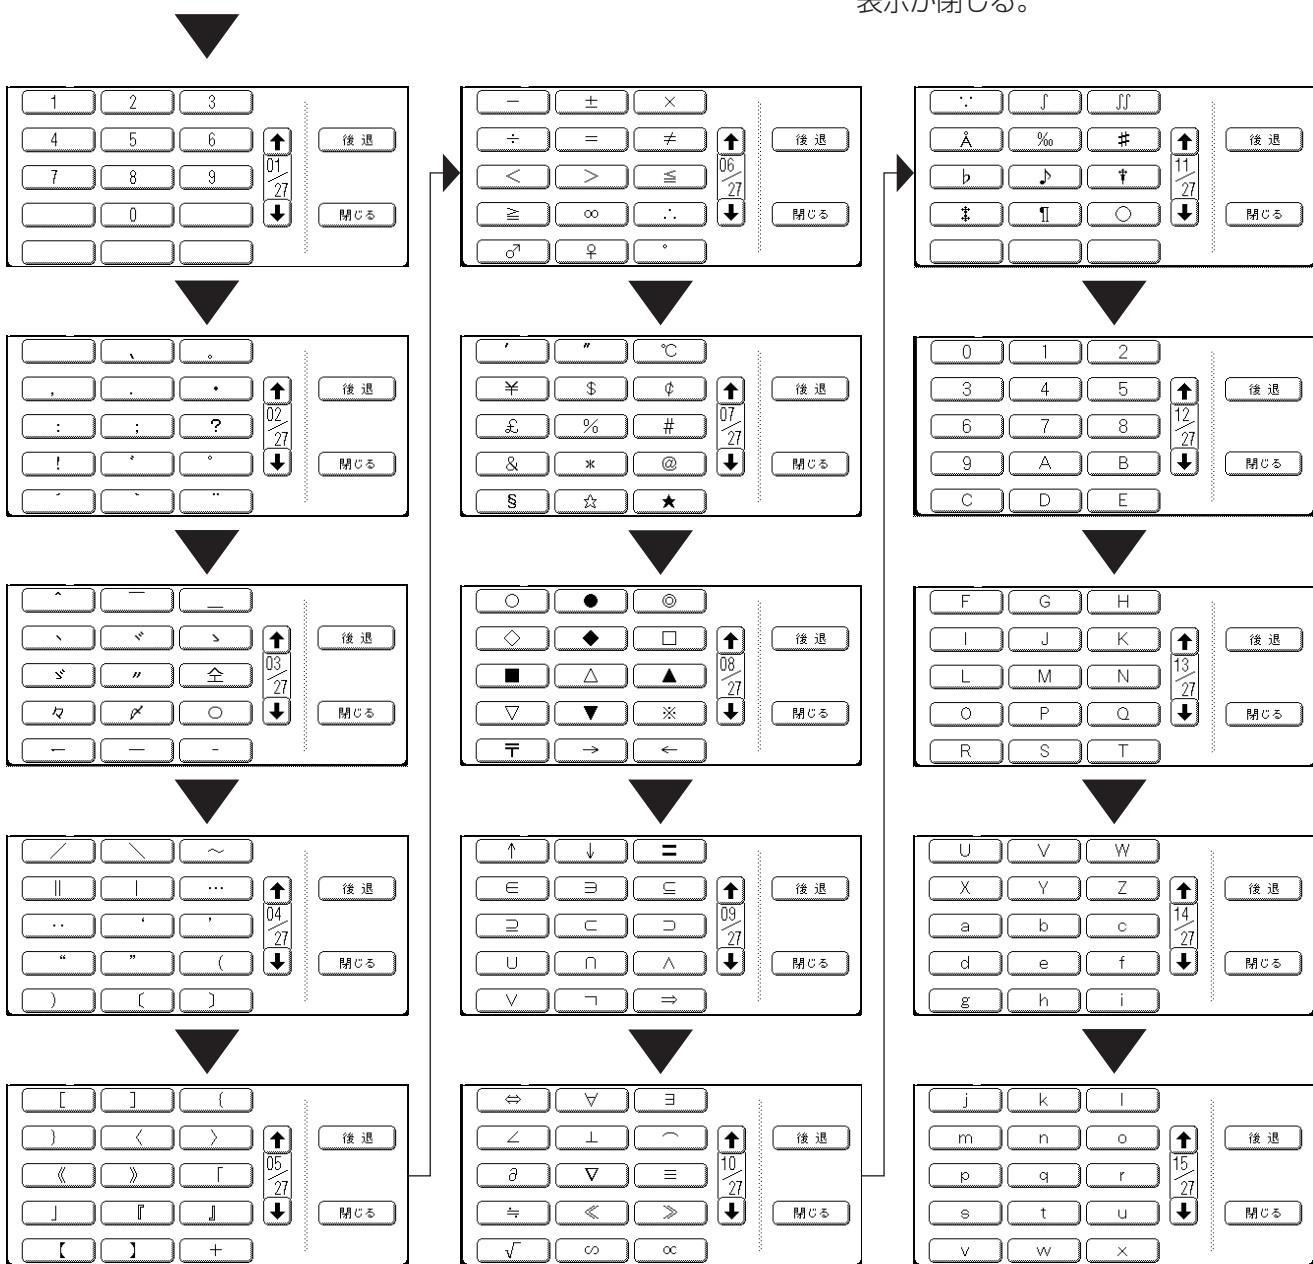 表示が閉じる。
1 2 3
4 5 6 後退
7 8 9 01/27
0 閉じる
、 。
, . ・ 後退
: ; ? 02/27
! ゛ ゜ 閉じる
´ ｀ ¨
＾ ￣ ＿
ヽ ヾ ゝ 後退
ゞ 〃 仝 03/27
々 〆 〇 閉じる
ー ― ‐
／ ＼ ～
∥ ｜ … 後退
‥ ‘ ’ 04/27
“ ” （ 閉じる
） 〔 〕
［ ］ ｛
｝ 〈 〉 後退
《 》 「 05/27
」 『 』 閉じる
【 】 ＋
－ ± ×
÷ ＝ ≠ 後退
＜ ＞ ≦ 06/27
≧ ∞ ∴ 閉じる
♂ ♀ °
′ ″ ℃
￥ ＄ ￠ 後退
￡ ％ ＃ 07/27
＆ ＊ ＠ 閉じる
§ ☆ ★
○ ● ◎
◇ ◆ □ 後退
■ △ ▲ 08/27
▽ ▼ ※ 閉じる
〒 → ←
↑ ↓ 〓
∈ ∋ ⊆ 後退
⊇ ⊂ ⊃ 09/27
∪ ∩ ∧ 閉じる
∨ ￢ ⇒
⇔ ∀ ∃
∠ ⊥ ⌒ 後退
∂ ∇ ≡ 10/27
≒ ≪ ≫ 閉じる
√ ∽ ∝
∵ ∫ ∬
Å ‰ ♯ 後退
♭ ♪ † 11/27
‡ ¶ ◯ 閉じる
0 1 2
3 4 5 後退
6 7 8 12/27
9 A B 閉じる
C D E
F G H
I J K 後退
L M N 13/27
O P Q 閉じる
R S T
U V W
X Y Z 後退
a b c 14/27
d e f 閉じる
g h i
j k l
m n o 後退
p q r 15/27
s t u 閉じる
v w x